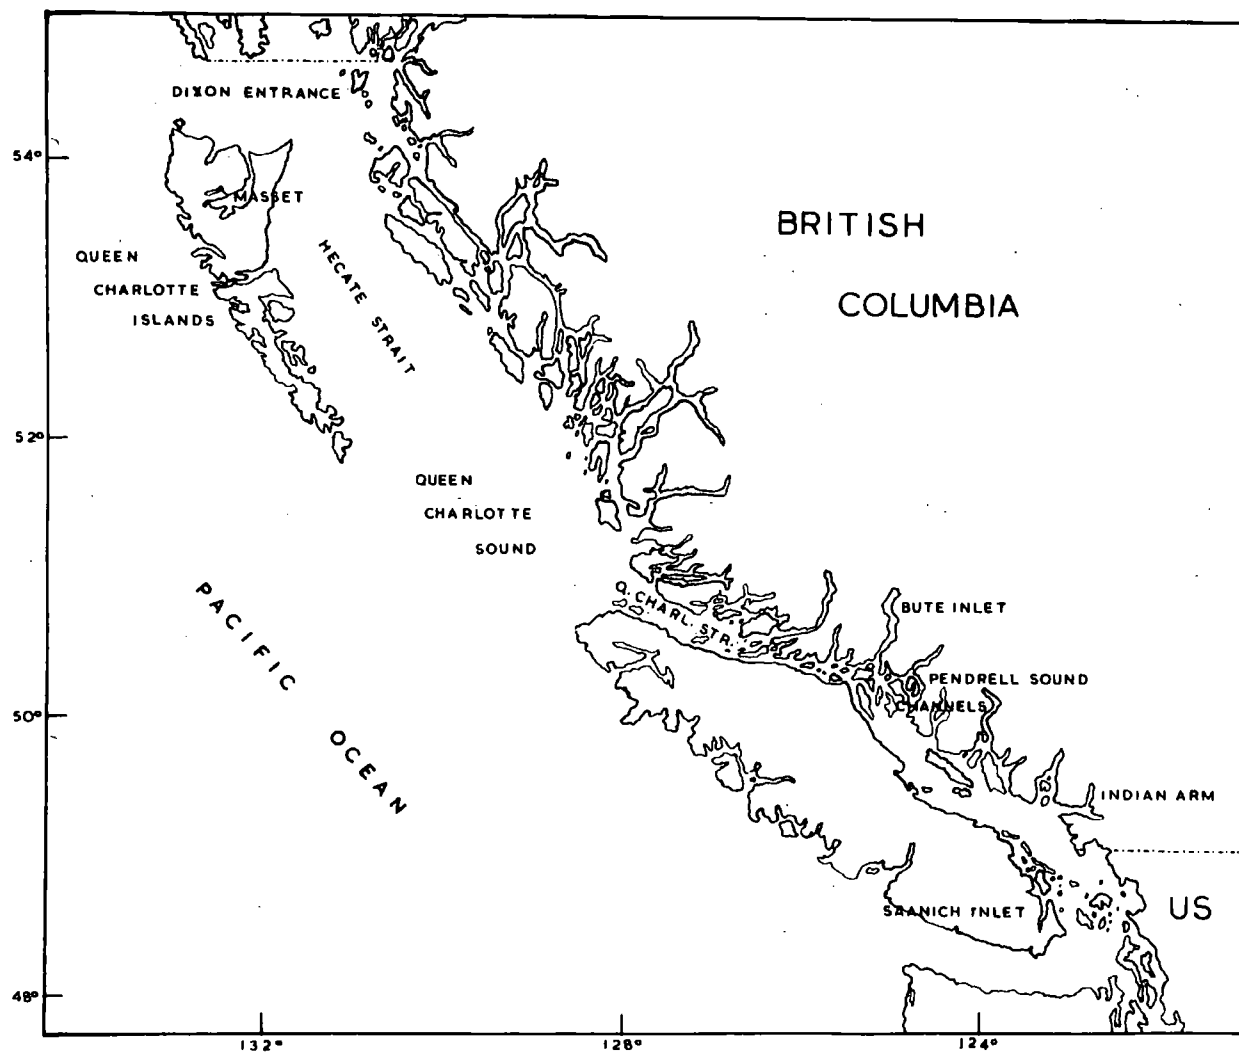 DIXON ENTRANCE
54°
MASSET
BRITISH
COLUMBIA
QUEEN
CHARLOTTE
ISLANDS
HECATE STRAIT
52°
QUEEN
CHARLOTTE
SOUND
PACIFIC
OCEAN
Q. CHARL. STR.
BUTE INLET
PENDRELL SOUND
CHANNELS
50°
INDIAN ARM
SAANICH INLET
US
48°
132°
128°
124°